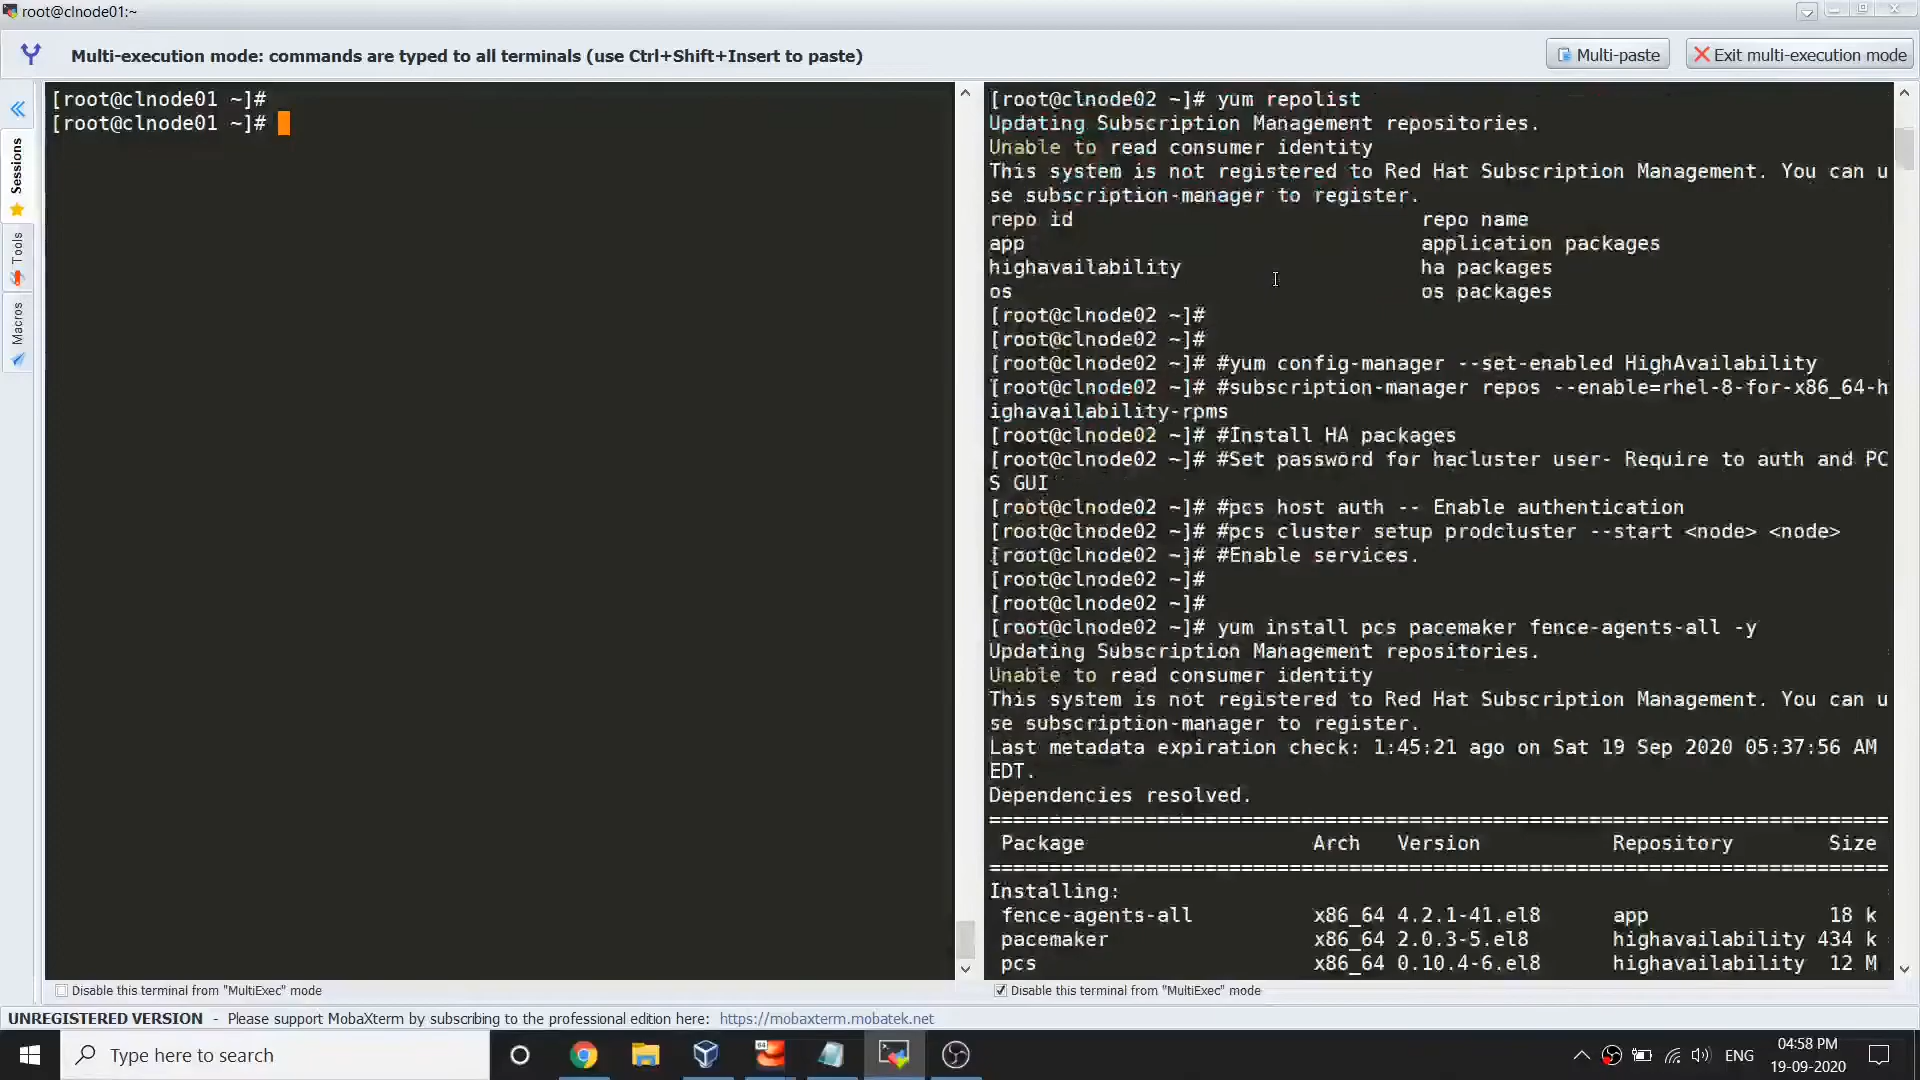 root@clnode01:~
Multi-execution mode: commands are typed to all terminals (use Ctrl+Shift+Insert to paste)
Multi-paste
Exit multi-execution mode
Sessions
Tools
Macros
[root@clnode01 ~]#
[root@clnode01 ~]#
[root@clnode02 ~]# yum repolist
Updating Subscription Management repositories.
Unable to read consumer identity
This system is not registered to Red Hat Subscription Management. You can u
se subscription-manager to register.
repo id repo name
app application packages
highavailability ha packages
os os packages
[root@clnode02 ~]#
[root@clnode02 ~]#
[root@clnode02 ~]# #yum config-manager --set-enabled HighAvailability
[root@clnode02 ~]# #subscription-manager repos --enable=rhel-8-for-x86_64-h
ighavailability-rpms
[root@clnode02 ~]# #Install HA packages
[root@clnode02 ~]# #Set password for hacluster user- Require to auth and PC
S GUI
[root@clnode02 ~]# #pcs host auth -- Enable authentication
[root@clnode02 ~]# #pcs cluster setup prodcluster --start <node> <node>
[root@clnode02 ~]# #Enable services.
[root@clnode02 ~]#
[root@clnode02 ~]#
[root@clnode02 ~]# yum install pcs pacemaker fence-agents-all -y
Updating Subscription Management repositories.
Unable to read consumer identity
This system is not registered to Red Hat Subscription Management. You can u
se subscription-manager to register.
Last metadata expiration check: 1:45:21 ago on Sat 19 Sep 2020 05:37:56 AM
EDT.
Dependencies resolved.
===========================================================================
Package Arch Version Repository Size
===========================================================================
Installing:
fence-agents-all x86_64 4.2.1-41.el8 app 18 k
pacemaker x86_64 2.0.3-5.el8 highavailability 434 k
pcs x86_64 0.10.4-6.el8 highavailability 12 M
Disable this terminal from "MultiExec" mode
Disable this terminal from "MultiExec" mode
UNREGISTERED VERSION - Please support MobaXterm by subscribing to the professional edition here: https://mobaxterm.mobatek.net
Type here to search
64
ENG
04:58 PM
19-09-2020